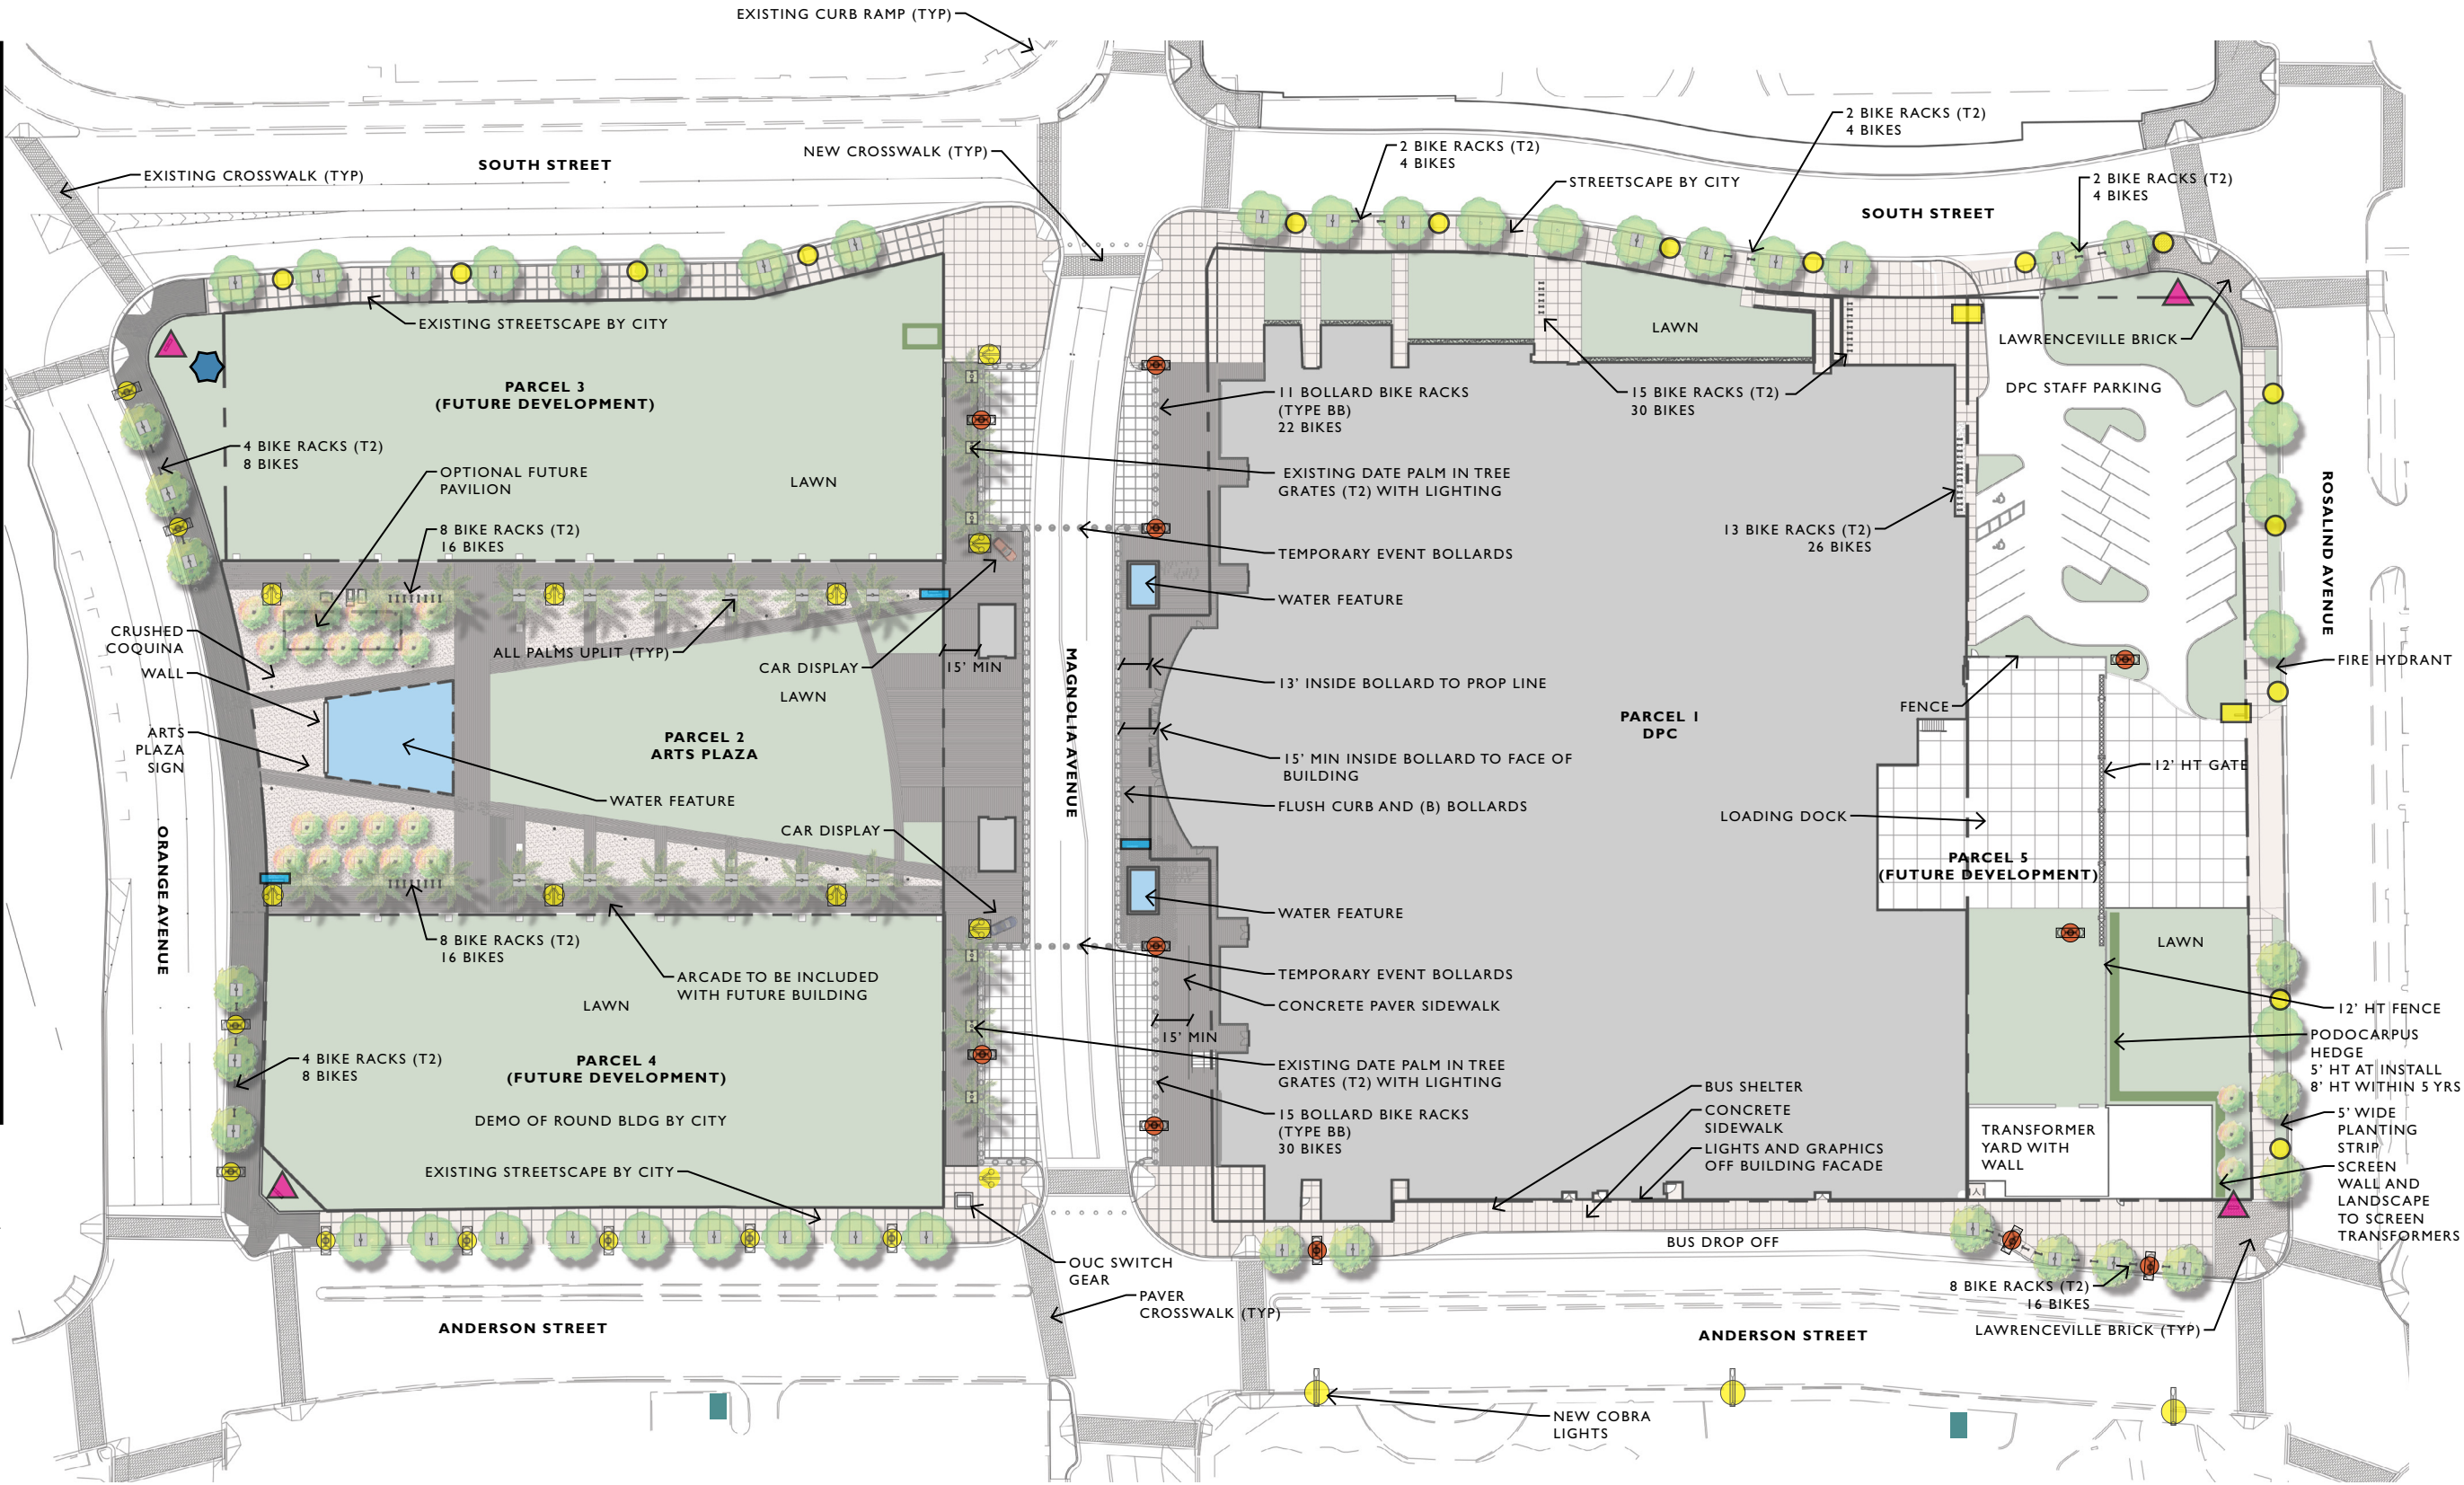 EXISTING CURB RAMP (TYP)
SOUTH STREET
NEW CROSSWALK (TYP)
EXISTING CROSSWALK (TYP)
2 BIKE RACKS (T2)
4 BIKES
2 BIKE RACKS (T2)
4 BIKES
STREETSCAPE BY CITY
2 BIKE RACKS (T2)
4 BIKES
SOUTH STREET
EXISTING STREETSCAPE BY CITY
LAWN
LAWRENCEVILLE BRICK
PARCEL 3
(FUTURE DEVELOPMENT)
DPC STAFF PARKING
11 BOLLARD BIKE RACKS
(TYPE BB)
22 BIKES
15 BIKE RACKS (T2)
30 BIKES
4 BIKE RACKS (T2)
8 BIKES
OPTIONAL FUTURE
PAVILION
LAWN
EXISTING DATE PALM IN TREE
GRATES (T2) WITH LIGHTING
ROSALIND AVENUE
8 BIKE RACKS (T2)
16 BIKES
13 BIKE RACKS (T2)
26 BIKES
TEMPORARY EVENT BOLLARDS
WATER FEATURE
CRUSHED
COQUINA
WALL
ALL PALMS UPLIT (TYP)
CAR DISPLAY
15' MIN
MAGNOLIA AVENUE
FIRE HYDRANT
13' INSIDE BOLLARD TO PROP LINE
LAWN
FENCE
ARTS
PLAZA
SIGN
PARCEL 2
ARTS PLAZA
PARCEL 1
DPC
15' MIN INSIDE BOLLARD TO FACE OF
BUILDING
12' HT GATE
WATER FEATURE
FLUSH CURB AND (B) BOLLARDS
LOADING DOCK
CAR DISPLAY
ORANGE AVENUE
PARCEL 5
(FUTURE DEVELOPMENT)
WATER FEATURE
8 BIKE RACKS (T2)
16 BIKES
LAWN
ARCADE TO BE INCLUDED
WITH FUTURE BUILDING
TEMPORARY EVENT BOLLARDS
LAWN
CONCRETE PAVER SIDEWALK
12' HT FENCE
15' MIN
PODOCARPUS
HEDGE
5' HT AT INSTALL
8' HT WITHIN 5 YRS
4 BIKE RACKS (T2)
8 BIKES
PARCEL 4
(FUTURE DEVELOPMENT)
EXISTING DATE PALM IN TREE
GRATES (T2) WITH LIGHTING
BUS SHELTER
CONCRETE
SIDEWALK
15 BOLLARD BIKE RACKS
(TYPE BB)
30 BIKES
DEMO OF ROUND BLDG BY CITY
5' WIDE
PLANTING
STRIP
TRANSFORMER
YARD WITH
WALL
LIGHTS AND GRAPHICS
OFF BUILDING FACADE
EXISTING STREETSCAPE BY CITY
SCREEN
WALL AND
LANDSCAPE
TO SCREEN
TRANSFORMERS
BUS DROP OFF
OUC SWITCH
GEAR
8 BIKE RACKS (T2)
16 BIKES
PAVER
CROSSWALK (TYP)
ANDERSON STREET
ANDERSON STREET
LAWRENCEVILLE BRICK (TYP)
NEW COBRA
LIGHTS